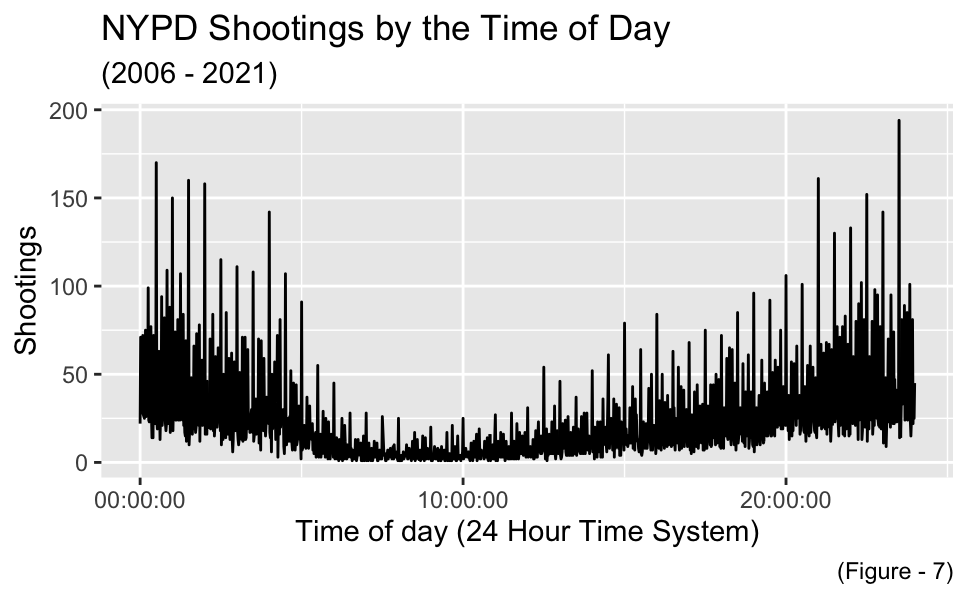 NYPD Shootings by the Time of Day
(2006 - 2021)
200
150
100
50
0
Shootings
00:00:00 10:00:00 20:00:00
Time of day (24 Hour Time System)
(Figure - 7)